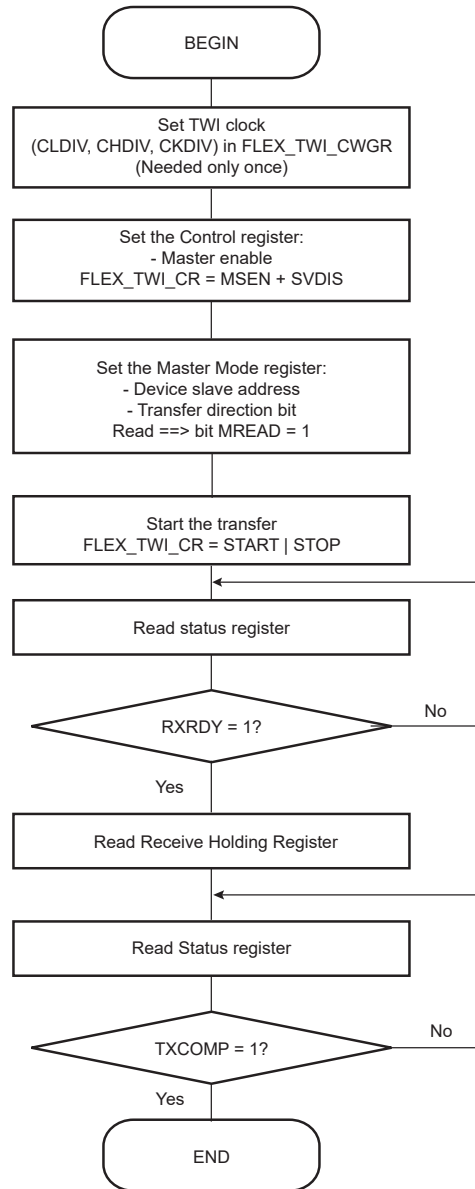 BEGIN
Set TWI clock
(CLDIV, CHDIV, CKDIV) in FLEX_TWI_CWGR
(Needed only once)
Set the Control register:
- Master enable
FLEX_TWI_CR = MSEN + SVDIS
Set the Master Mode register:
- Device slave address
- Transfer direction bit
Read ==> bit MREAD = 1
Start the transfer
FLEX_TWI_CR = START | STOP
Read status register
RXRDY = 1?
No
Yes
Read Receive Holding Register
Read Status register
TXCOMP = 1?
No
Yes
END